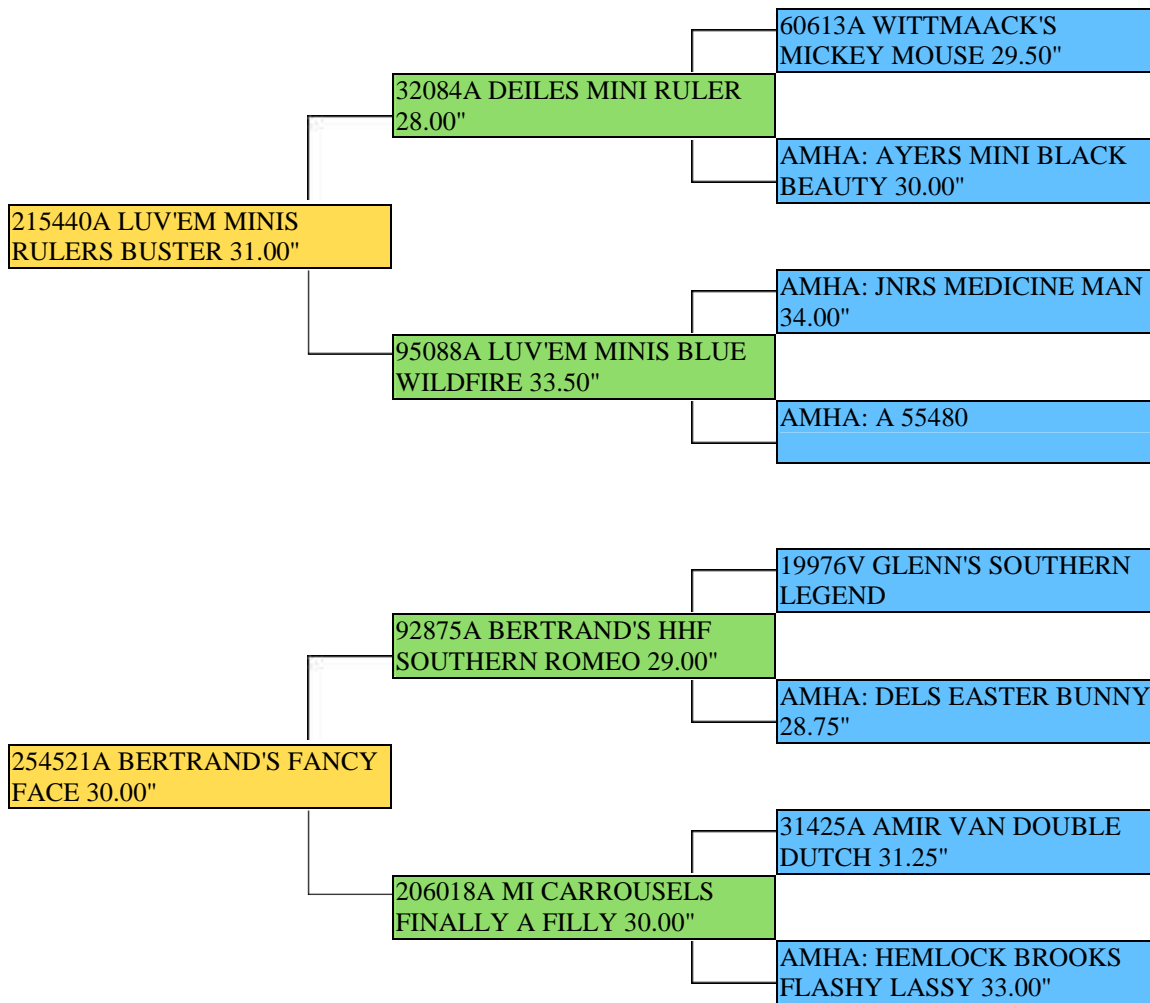 60613A WITTMAACK'S
MICKEY MOUSE 29.50"
32084A DEILES MINI RULER
28.00"
AMHA: AYERS MINI BLACK
BEAUTY 30.00"
215440A LUV'EM MINIS
RULERS BUSTER 31.00"
AMHA: JNRS MEDICINE MAN
34.00"
95088A LUV'EM MINIS BLUE
WILDFIRE 33.50"
AMHA: A 55480
19976V GLENN'S SOUTHERN
LEGEND
92875A BERTRAND'S HHF
SOUTHERN ROMEO 29.00"
AMHA: DELS EASTER BUNNY
28.75"
254521A BERTRAND'S FANCY
FACE 30.00"
31425A AMIR VAN DOUBLE
DUTCH 31.25"
206018A MI CARROUSELS
FINALLY A FILLY 30.00"
AMHA: HEMLOCK BROOKS
FLASHY LASSY 33.00"